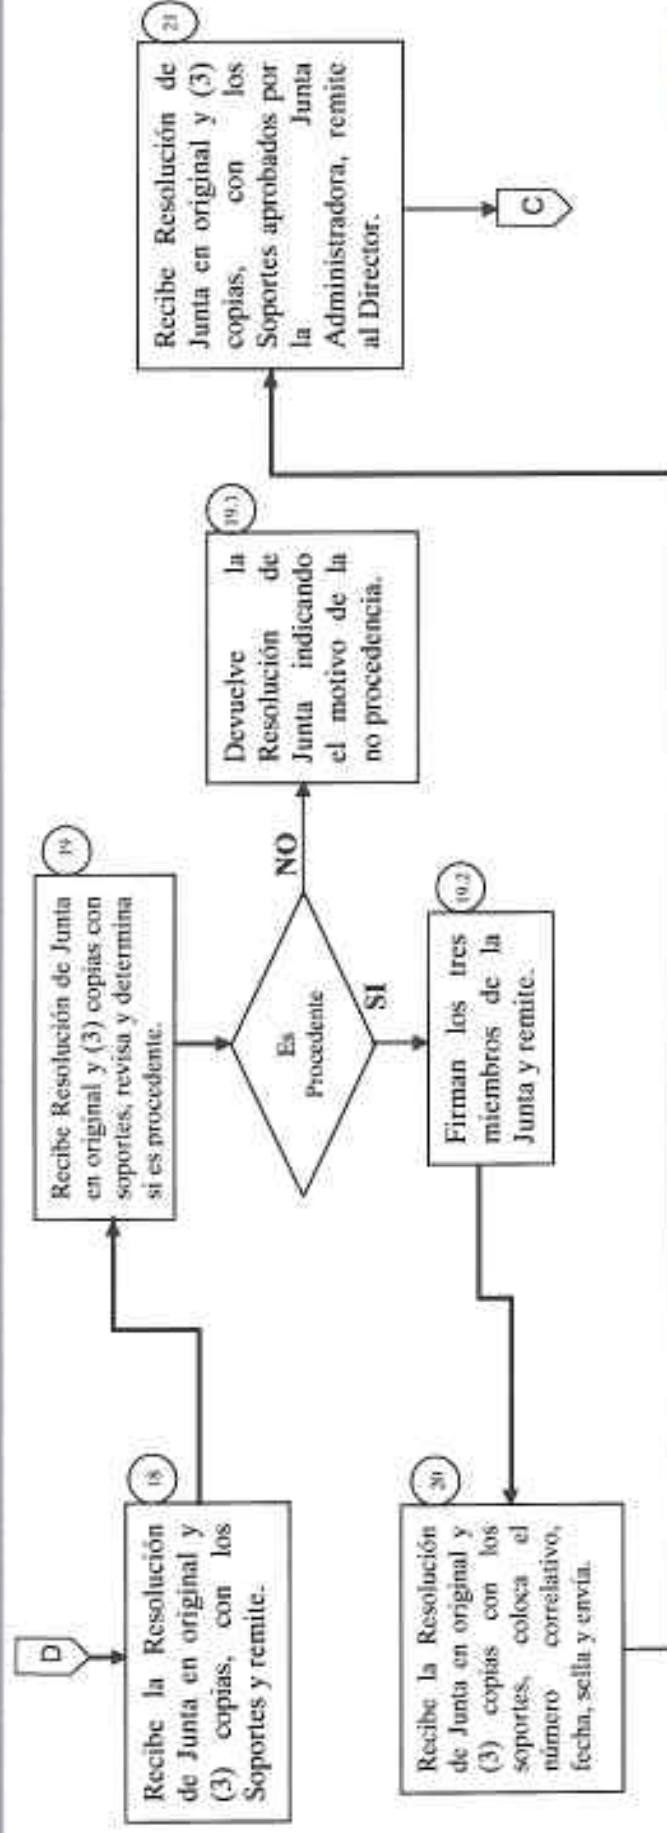 D
18
Recibe la Resolución
de Junta en original y
(3) copias, con los
Soportes y remite.
19
Recibe Resolución de Junta
en original y (3) copias con
soportes, revisa y determina
si es procedente.
Es
Procedente
NO
19.1
Devuelve la
Resolución de
Junta indicando
el motivo de la
no procedencia.
SI
19.2
Firman los tres
miembros de la
Junta y remite.
20
Recibe la Resolución
de Junta en original y
(3) copias con los
soportes, coloca el
número correlativo,
fecha, sella y envía.
21
Recibe Resolución de
Junta en original y (3)
copias, con los
Soportes aprobados por
la Junta
Administradora, remite
al Director.
C